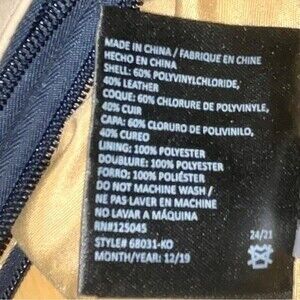 MADE IN CHINA / FABRIQUE EN CHINE
HECHO EN CHINA
SHELL: 60% POLYVINYLCHLORIDE,
40% LEATHER
COQUE: 60% CLORURE DE POLYVINYLE,
40% CUIR
CAPA: 60% CLORURO DE POLIVINILO,
40% CUREO
LINING: 100% POLYESTER
DOUBLURE: 100% POLYESTER
FORRO: 100% POLIÉSTER
DO NOT MACHINE WASH /
NE PAS LAVER EN MACHINE
NO LAVAR A MÁQUINA
RN#125045
24/21
STYLE# 68031-KO
MONTH/YEAR: 12/19